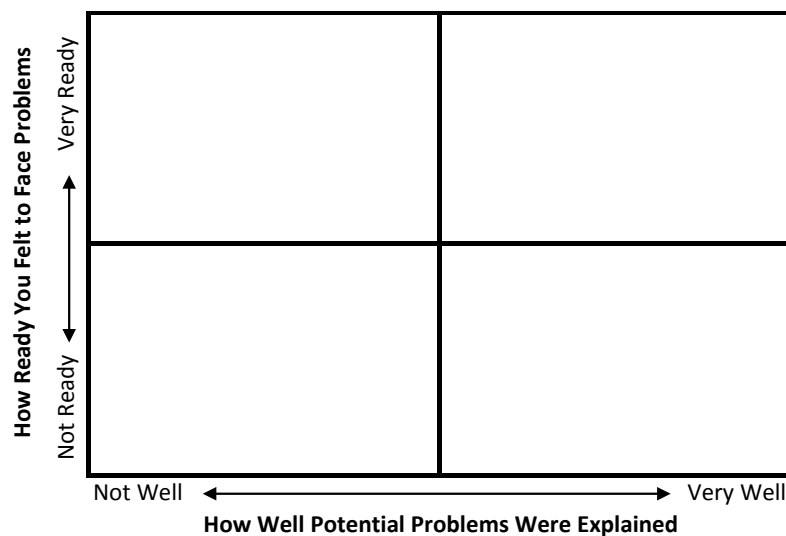 How Ready You Felt to Face Problems
Very Ready
Not Ready
Not Well
Very Well
How Well Potential Problems Were Explained